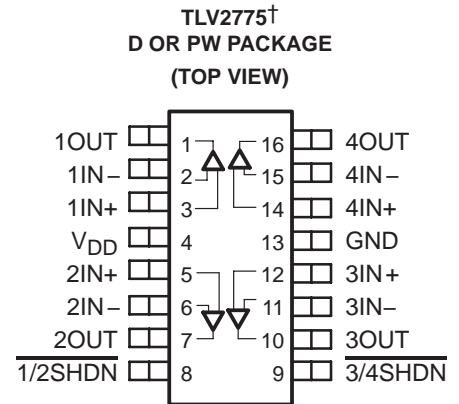 TLV2775†
D OR PW PACKAGE
(TOP VIEW)
1OUT 1 16 4OUT
1IN− 2 15 4IN−
1IN+ 3 14 4IN+
VDD 4 13 GND
2IN+ 5 12 3IN+
2IN− 6 11 3IN−
2OUT 7 10 3OUT
1/2SHDN 8 9 3/4SHDN